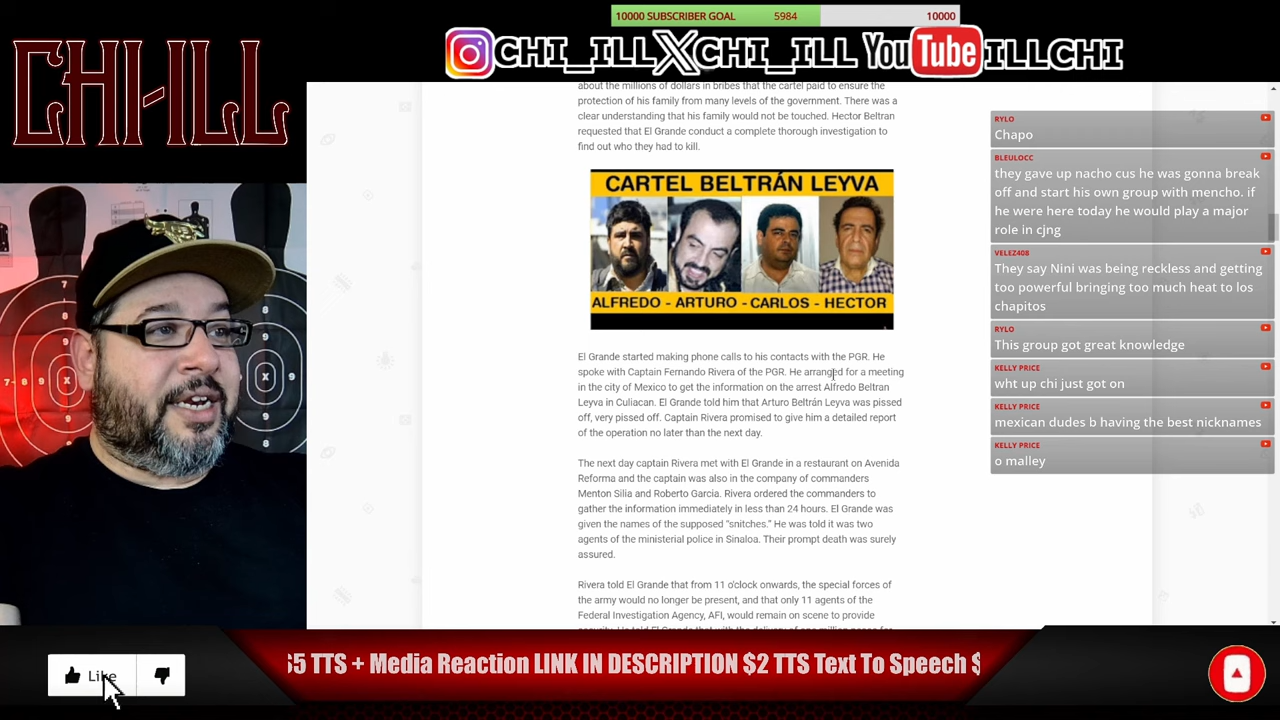 10000 SUBSCRIBER GOAL 5984 10000
CHI-ILL
CHI_ILL CHI_ILL YouTube ILLCHI
about the millions of dollars in bribes that the cartel paid to ensure the
protection of his family from many levels of the government. There was a
clear understanding that his family would not be touched. Hector Beltran
requested that El Grande conduct a complete thorough investigation to
find out who they had to kill.
CARTEL BELTRÁN LEYVA
ALFREDO - ARTURO - CARLOS - HECTOR
El Grande started making phone calls to his contacts with the PGR. He
spoke with Captain Fernando Rivera of the PGR. He arranged for a meeting
in the city of Mexico to get the information on the arrest Alfredo Beltran
Leyva in Culiacan. El Grande told him that Arturo Beltrán Leyva was pissed
off, very pissed off. Captain Rivera promised to give him a detailed report
of the operation no later than the next day.
The next day captain Rivera met with El Grande in a restaurant on Avenida
Reforma and the captain was also in the company of commanders
Menton Silia and Roberto Garcia. Rivera ordered the commanders to
gather the information immediately in less than 24 hours. El Grande was
given the names of the supposed “snitches.” He was told it was two
agents of the ministerial police in Sinaloa. Their prompt death was surely
assured.
Rivera told El Grande that from 11 o'clock onwards, the special forces of
the army would no longer be present, and that only 11 agents of the
Federal Investigation Agency, AFI, would remain on scene to provide
RYLO
Chapo
BLEULOCC
they gave up nacho cus he was gonna break
off and start his own group with mencho. if
he were here today he would play a major
role in cjng
VELEZ408
They say Nini was being reckless and getting
too powerful bringing too much heat to los
chapitos
RYLO
This group got great knowledge
KELLY PRICE
wht up chi just got on
KELLY PRICE
mexican dudes b having the best nicknames
KELLY PRICE
o malley
Like
$5 TTS + Media Reaction LINK IN DESCRIPTION $2 TTS Text To Speech $